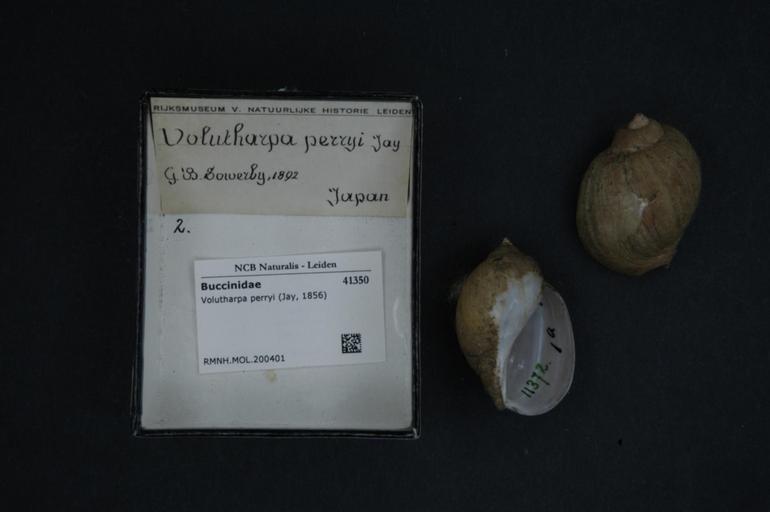 RIJKSMUSEUM V. NATUURLIJKE HISTORIE LEIDEN
Volutharpa perryi Jay
G.B. Sowerby, 1892
Japan
2.
NCB Naturalis - Leiden
Buccinidae 41350
Volutharpa perryi (Jay, 1856)
RMNH.MOL.200401
11372. 1a